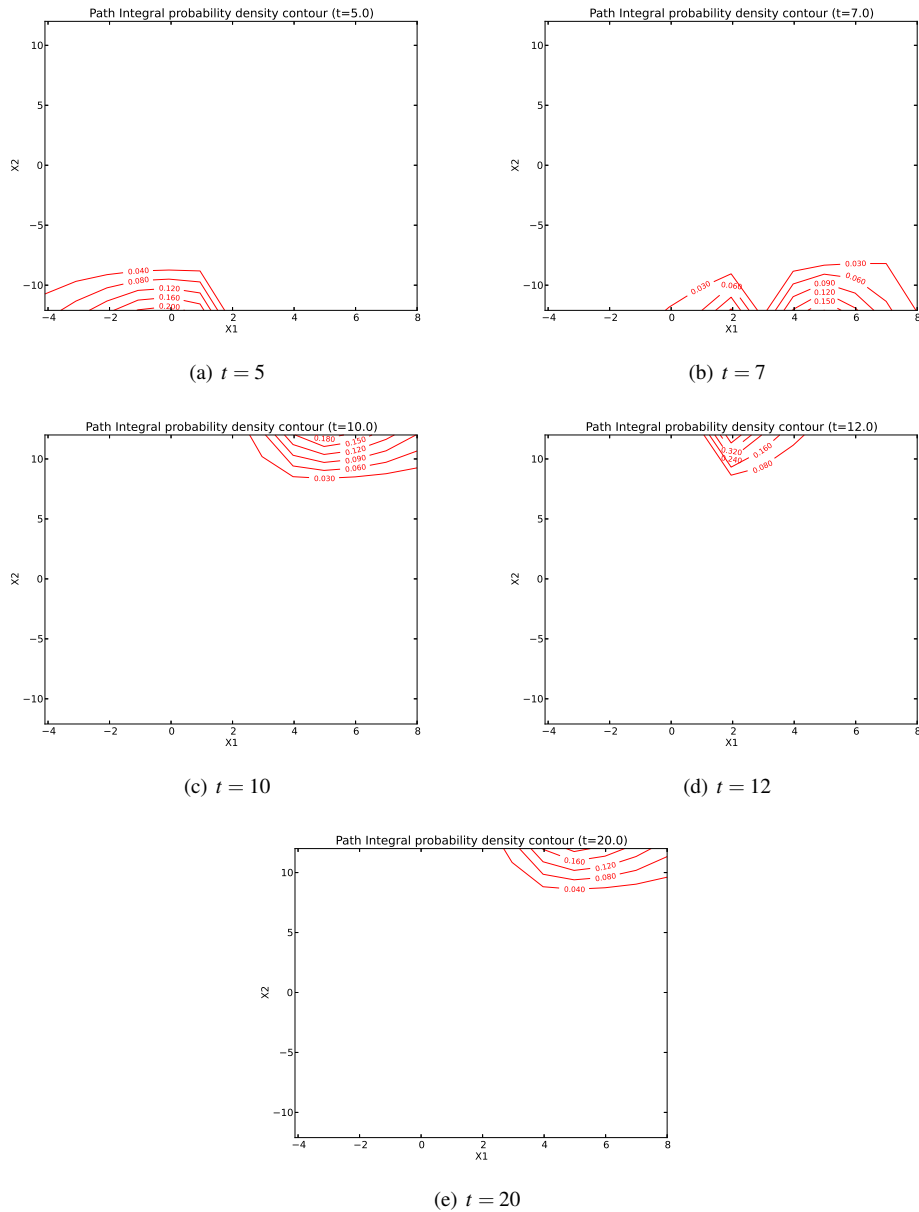 Path Integral probability density contour (t=5.0)
10
5
X2
0
−5
−10
0.040
0.080
0.120
0.160
0.200
−4 −2 0 2 4 6 8
X1
(a) t = 5
Path Integral probability density contour (t=7.0)
10
5
X2
0
−5
−10
0.030
0.060
0.030
0.060
0.090
0.120
0.150
−4 −2 0 2 4 6 8
X1
(b) t = 7
Path Integral probability density contour (t=10.0)
0.180
0.150
0.120
0.090
0.060
0.030
10
5
X2
0
−5
−10
−4 −2 0 2 4 6 8
X1
(c) t = 10
Path Integral probability density contour (t=12.0)
0.320
0.240
0.160
0.080
10
5
X2
0
−5
−10
−4 −2 0 2 4 6 8
X1
(d) t = 12
Path Integral probability density contour (t=20.0)
0.160
0.120
0.080
0.040
10
5
X2
0
−5
−10
−4 −2 0 2 4 6 8
X1
(e) t = 20